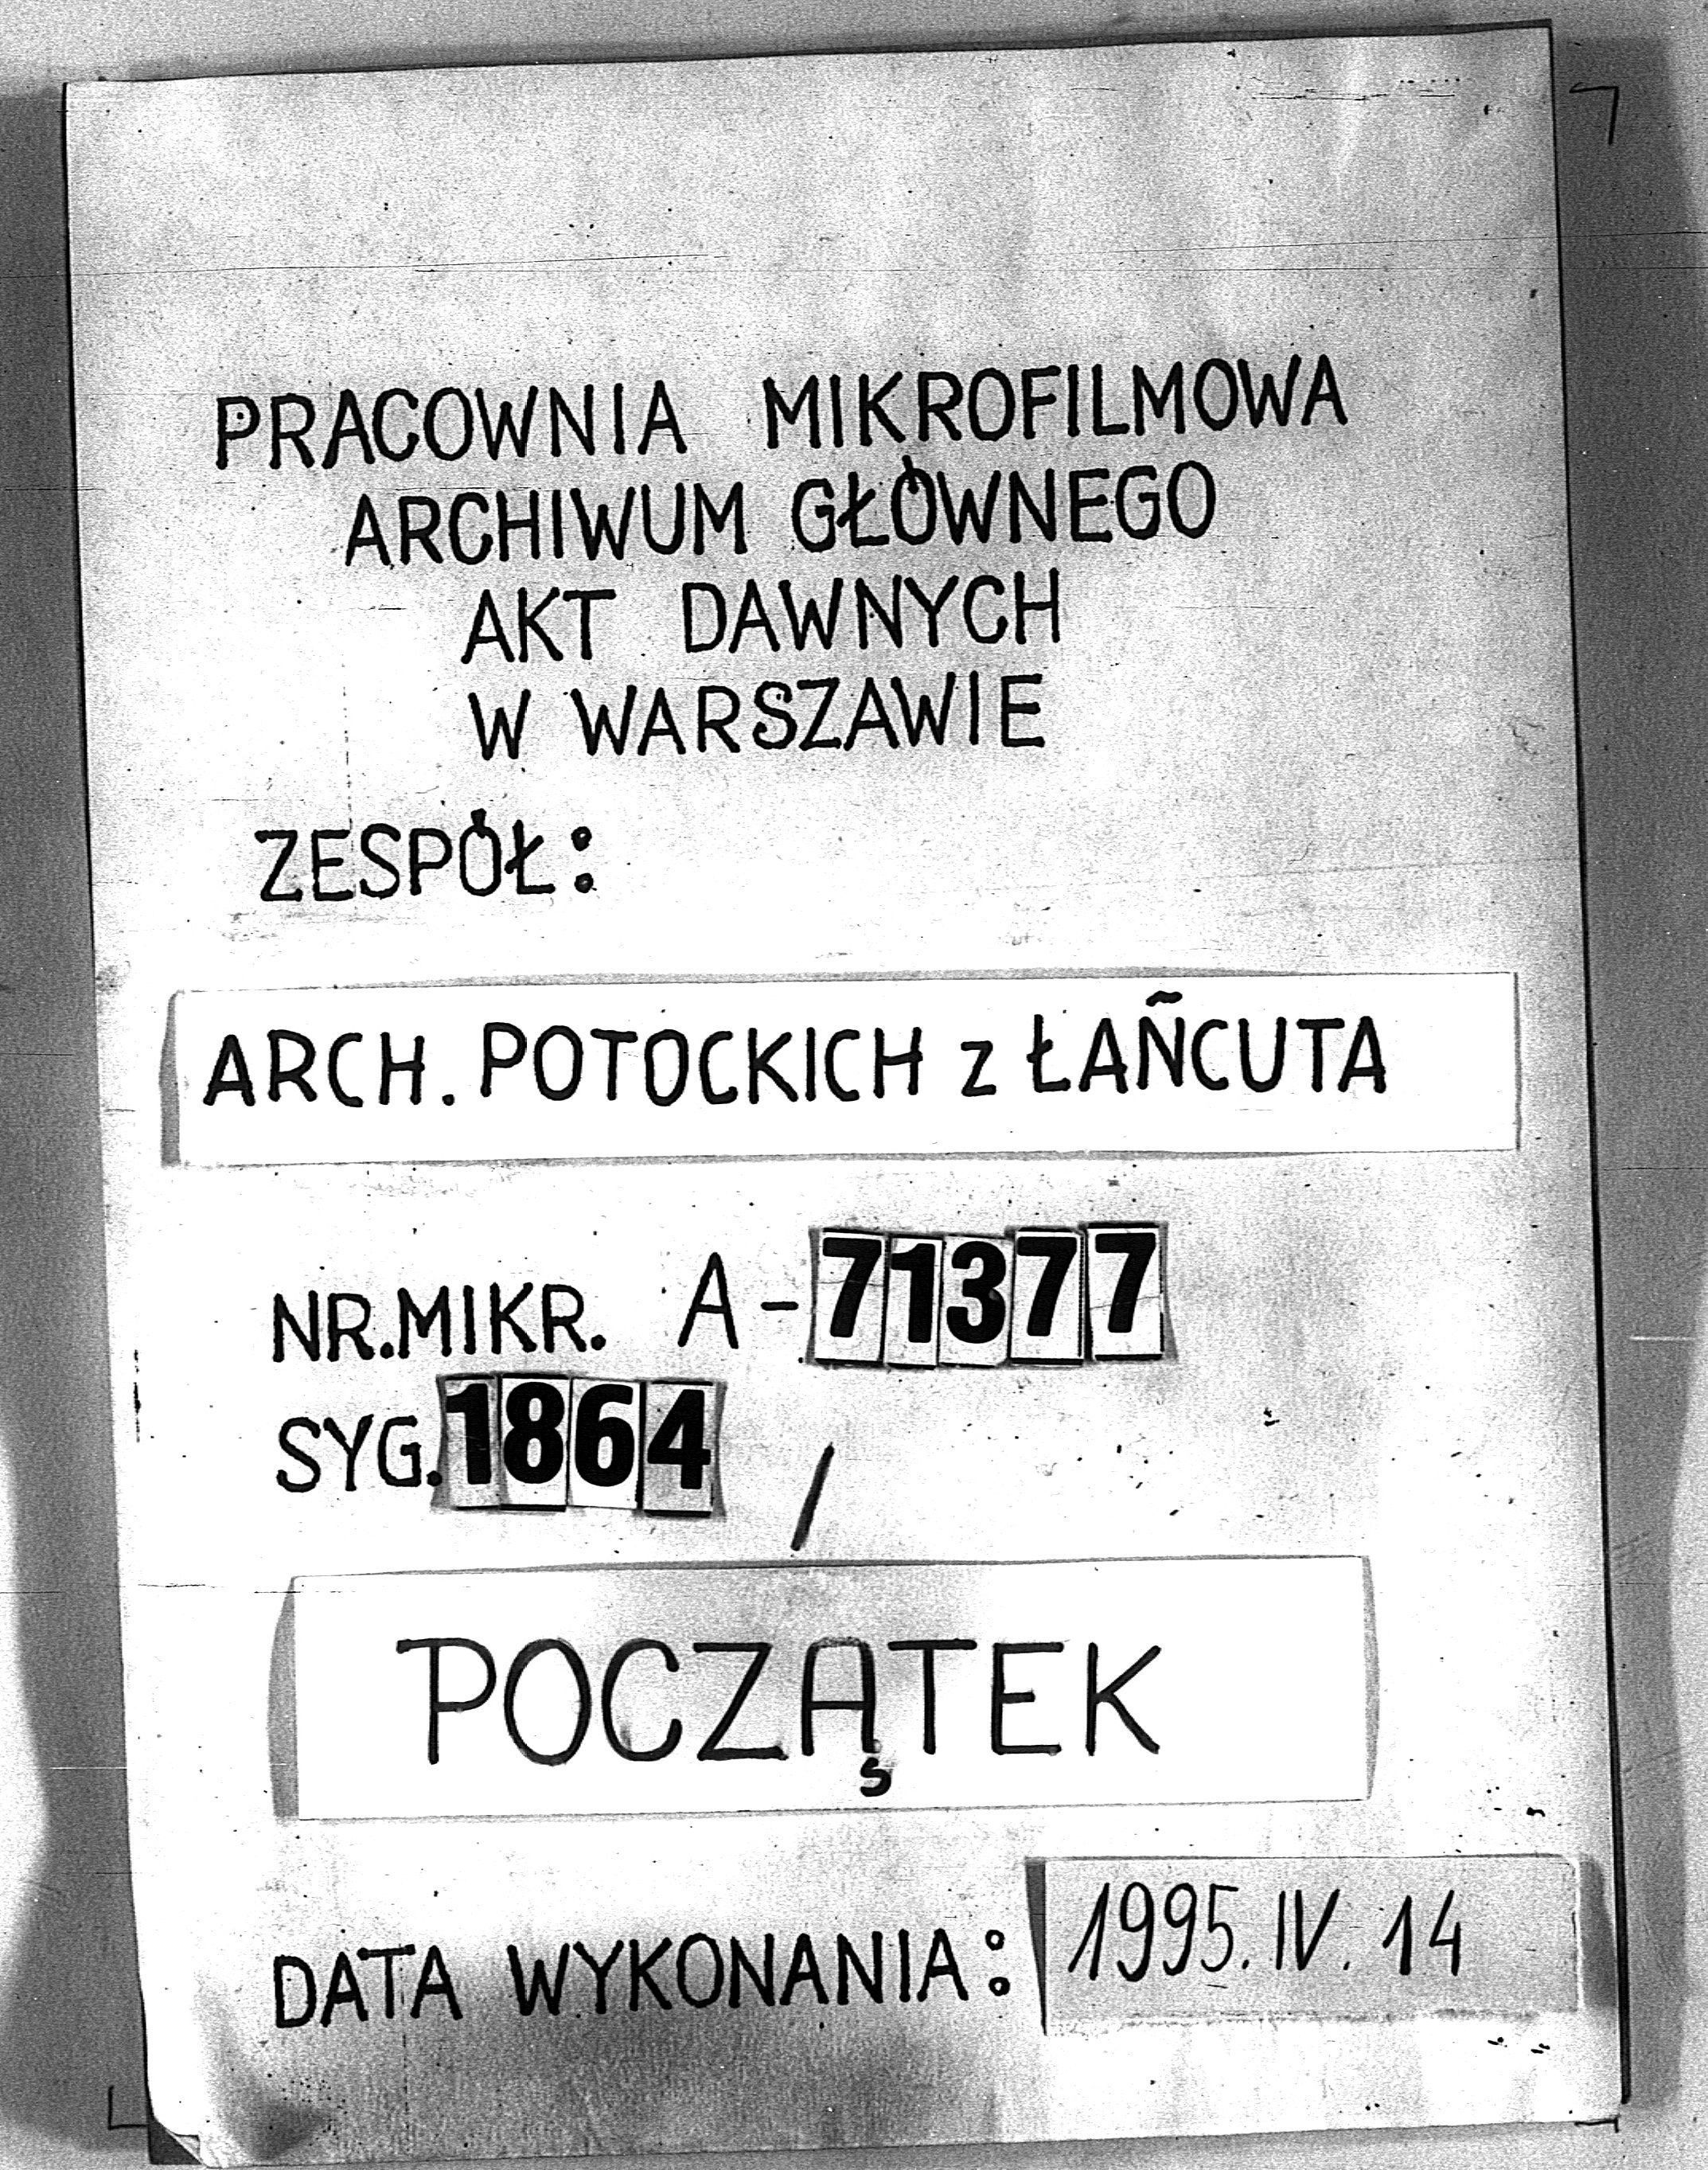 PRACOWNIA MIKROFILMOWA
ARCHIWUM GŁÓWNEGO
AKT DAWNYCH
W WARSZAWIE
ZESPÓŁ:
ARCH. POTOCKICH z ŁAŃCUTA
NR.MIKR. A-71377
SYG.1864 /
POCZĄTEK
DATA WYKONANIA: 1995.IV.14